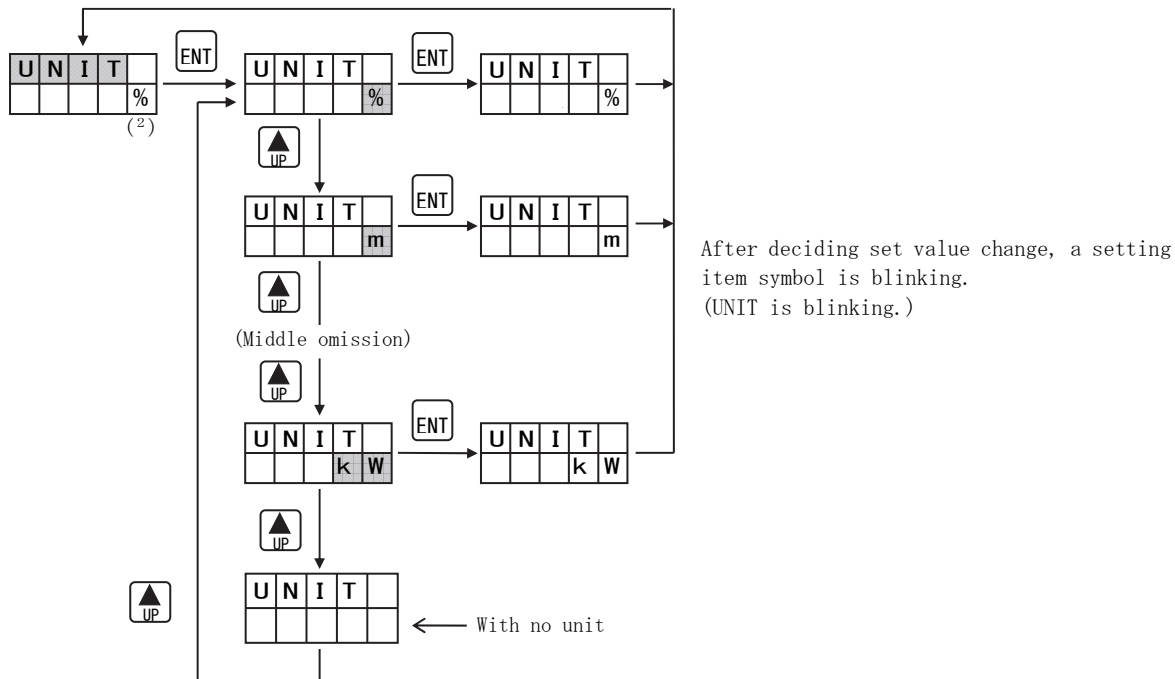 UNIT ENT UNIT ENT UNIT
% % %
(²)
UP
UNIT ENT UNIT
m m
UP
(Middle omission)
UP
UNIT ENT UNIT
kW kW
UP
UP
UNIT
With no unit
After deciding set value change, a setting
item symbol is blinking.
(UNIT is blinking.)